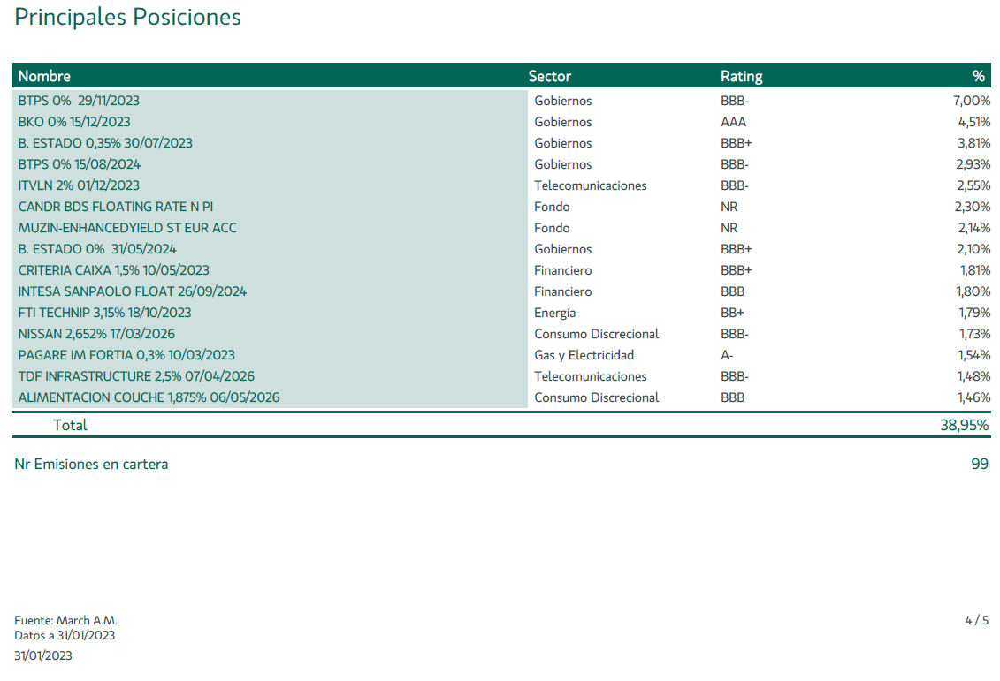 Principales Posiciones
Nombre Sector Rating %
BTPS 0% 29/11/2023 Gobiernos BBB- 7,00%
BKO 0% 15/12/2023 Gobiernos AAA 4,51%
B. ESTADO 0,35% 30/07/2023 Gobiernos BBB+ 3,81%
BTPS 0% 15/08/2024 Gobiernos BBB- 2,93%
ITVLN 2% 01/12/2023 Telecomunicaciones BBB- 2,55%
CANDR BDS FLOATING RATE N PI Fondo NR 2,30%
MUZIN-ENHANCEDYIELD ST EUR ACC Fondo NR 2,14%
B. ESTADO 0% 31/05/2024 Gobiernos BBB+ 2,10%
CRITERIA CAIXA 1,5% 10/05/2023 Financiero BBB+ 1,81%
INTESA SANPAOLO FLOAT 26/09/2024 Financiero BBB 1,80%
FTI TECHNIP 3,15% 18/10/2023 Energía BB+ 1,79%
NISSAN 2,652% 17/03/2026 Consumo Discrecional BBB- 1,73%
PAGARE IM FORTIA 0,3% 10/03/2023 Gas y Electricidad A- 1,54%
TDF INFRASTRUCTURE 2,5% 07/04/2026 Telecomunicaciones BBB- 1,48%
ALIMENTACION COUCHE 1,875% 06/05/2026 Consumo Discrecional BBB 1,46%
Total 38,95%
Nr Emisiones en cartera 99
Fuente: March A.M. 4 / 5
Datos a 31/01/2023
31/01/2023